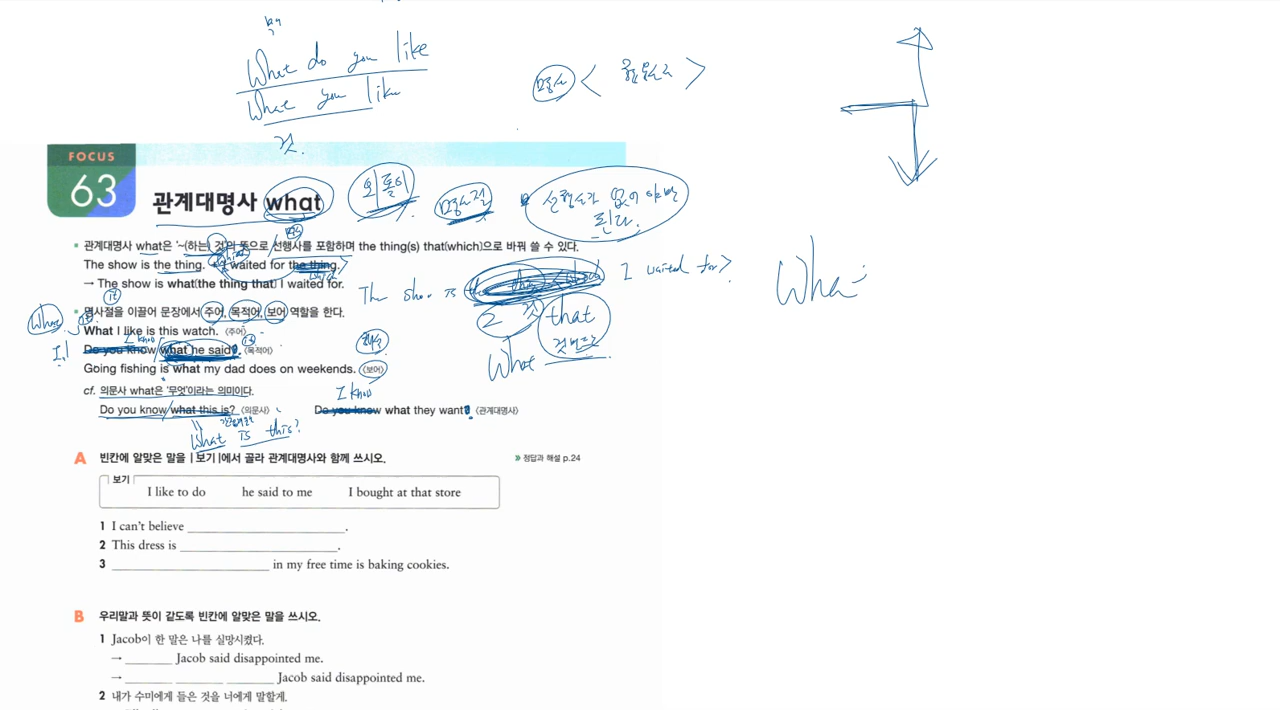 What do you like
What you like
것.
명사 < 형용사 >
FOCUS
63
관계대명사 what
외톨이
명사절
선행사가 없어야만 된다.
• 관계대명사 what은 '~(하는) 것'의 뜻으로 선행사를 포함하며 the thing(s) that(which)으로 바꿔 쓸 수 있다.
The show is the thing. I waited for the thing.
→ The show is what(the thing that) I waited for.
The show is I waited for>
것 that
What
Wha
• 명사절을 이끌어 문장에서 주어, 목적어, 보어 역할을 한다.
What I like is this watch. 〈주어〉
I know
Do you know what he said? 〈목적어〉
Going fishing is what my dad does on weekends. 〈보어〉
cf. 의문사 what은 '무엇'이라는 의미이다.
I know
Do you know what this is? 〈의문사〉 Do you know what they want? 〈관계대명사〉
What is this?
A 빈칸에 알맞은 말을 |보기|에서 골라 관계대명사와 함께 쓰시오.
» 정답과 해설 p.24
보기
I like to do he said to me I bought at that store
1 I can't believe ______.
2 This dress is ______.
3 ______ in my free time is baking cookies.
B 우리말과 뜻이 같도록 빈칸에 알맞은 말을 쓰시오.
1 Jacob이 한 말은 나를 실망시켰다.
→ ______ Jacob said disappointed me.
→ ______ ______ ______ Jacob said disappointed me.
2 내가 수미에게 들은 것을 너에게 말할게.